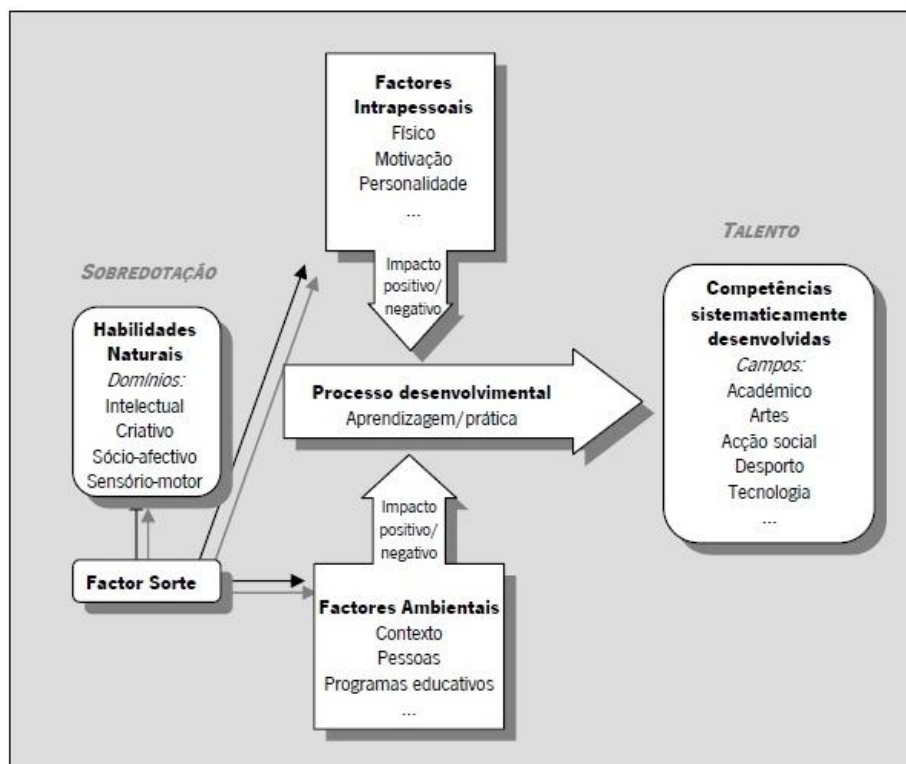 Factores
Intrapessoais
Físico
Motivação
Personalidade
...
Impacto
positivo/
negativo
SOBREDOTAÇÃO
Habilidades
Naturais
Domínios:
Intelectual
Criativo
Sócio-afectivo
Sensório-motor
Processo desenvolvimental
Aprendizagem/prática
TALENTO
Competências
sistematicamente
desenvolvidas
Campos:
Académico
Artes
Acção social
Desporto
Tecnologia
...
Factor Sorte
Impacto
positivo/
negativo
Factores Ambientais
Contexto
Pessoas
Programas educativos
...